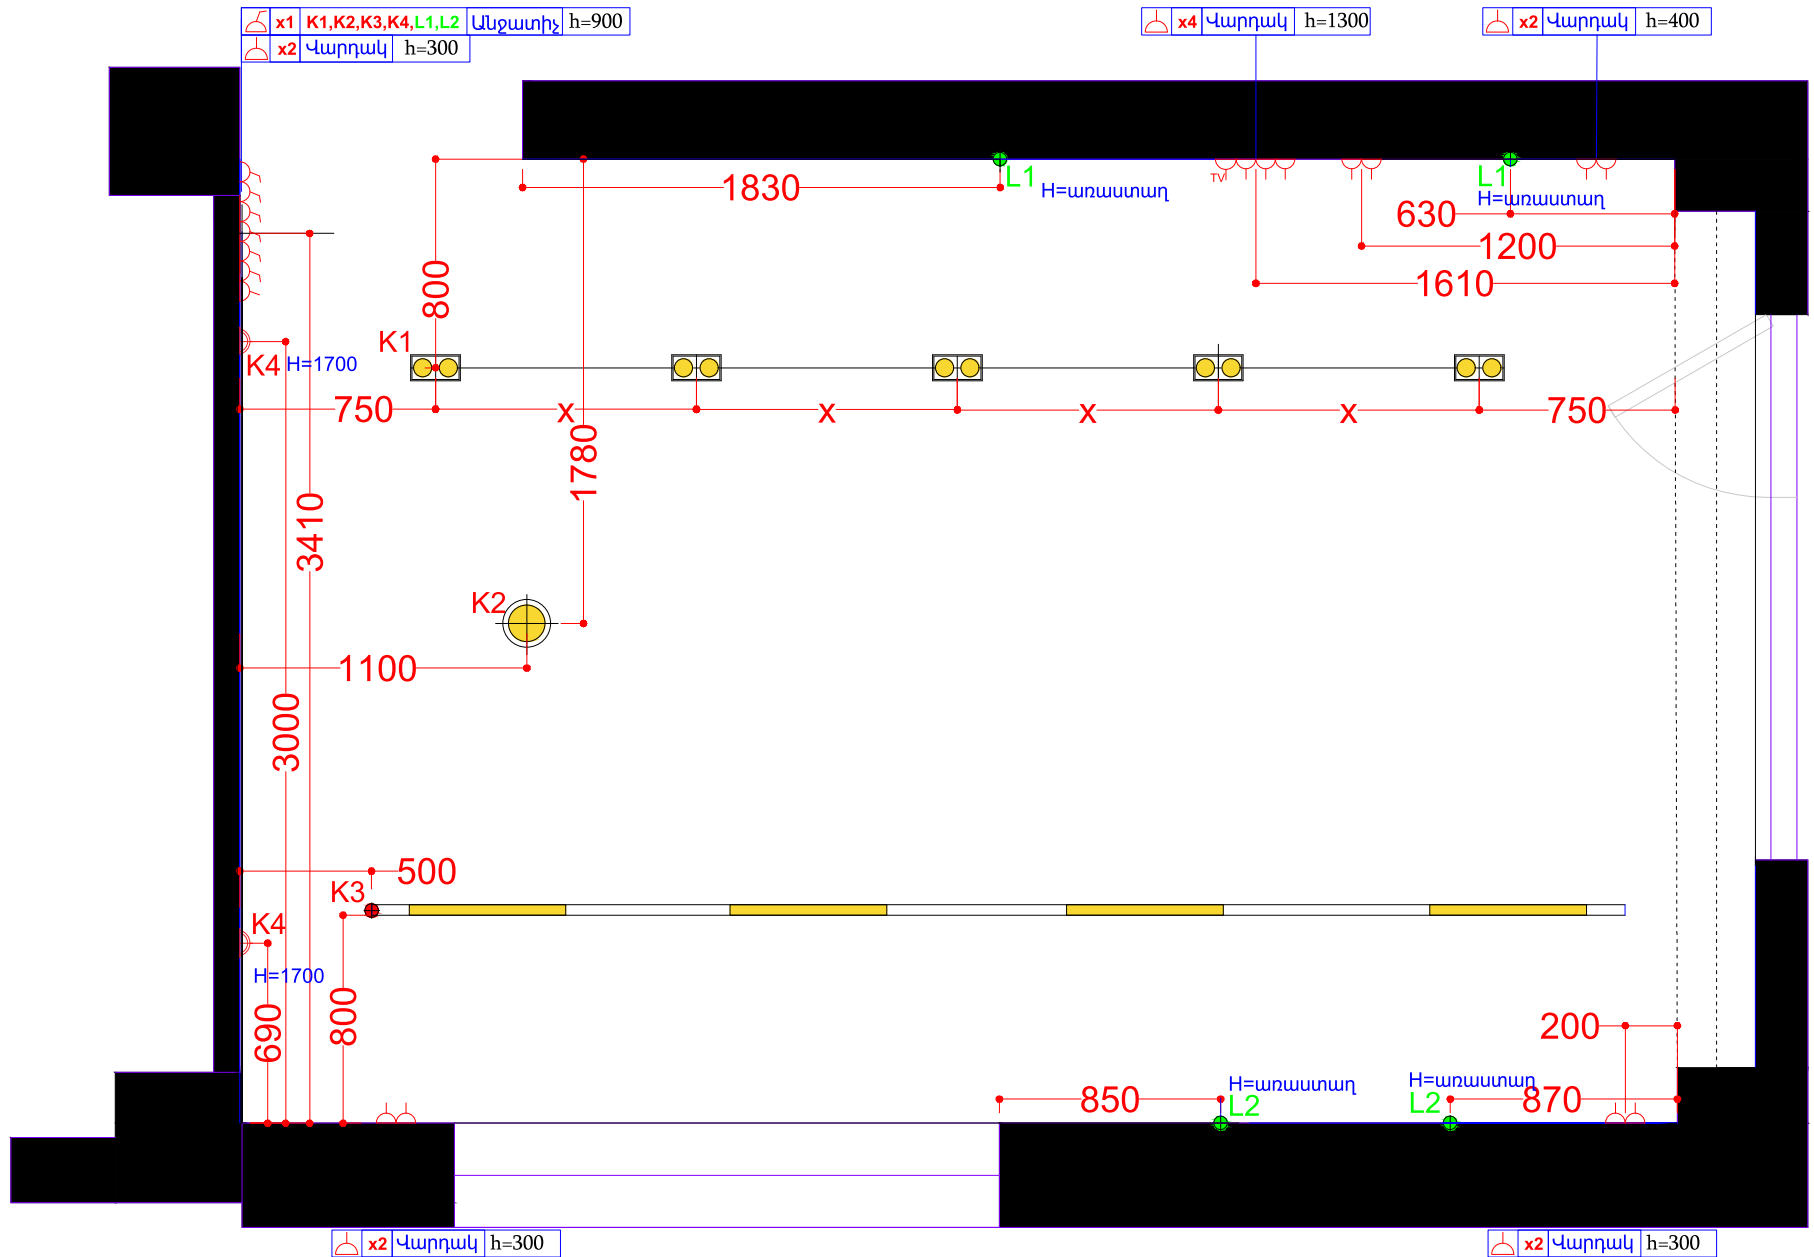 x1 K1,K2,K3,K4,L1,L2 Անջատիչ h=900
x2 Վարդակ h=300
x4 Վարդակ h=1300
x2 Վարդակ h=400
1830
L1
H=առաստաղ
TV
L1
H=առաստաղ
630
1200
1610
800
K1
K4 H=1700
750
x
x
x
x
750
1780
3410
K2
1100
3000
500
K3
K4
H=1700
690
800
200
H=առաստաղ
L2
850
H=առաստաղ
L2
870
x2 Վարդակ h=300
x2 Վարդակ h=300